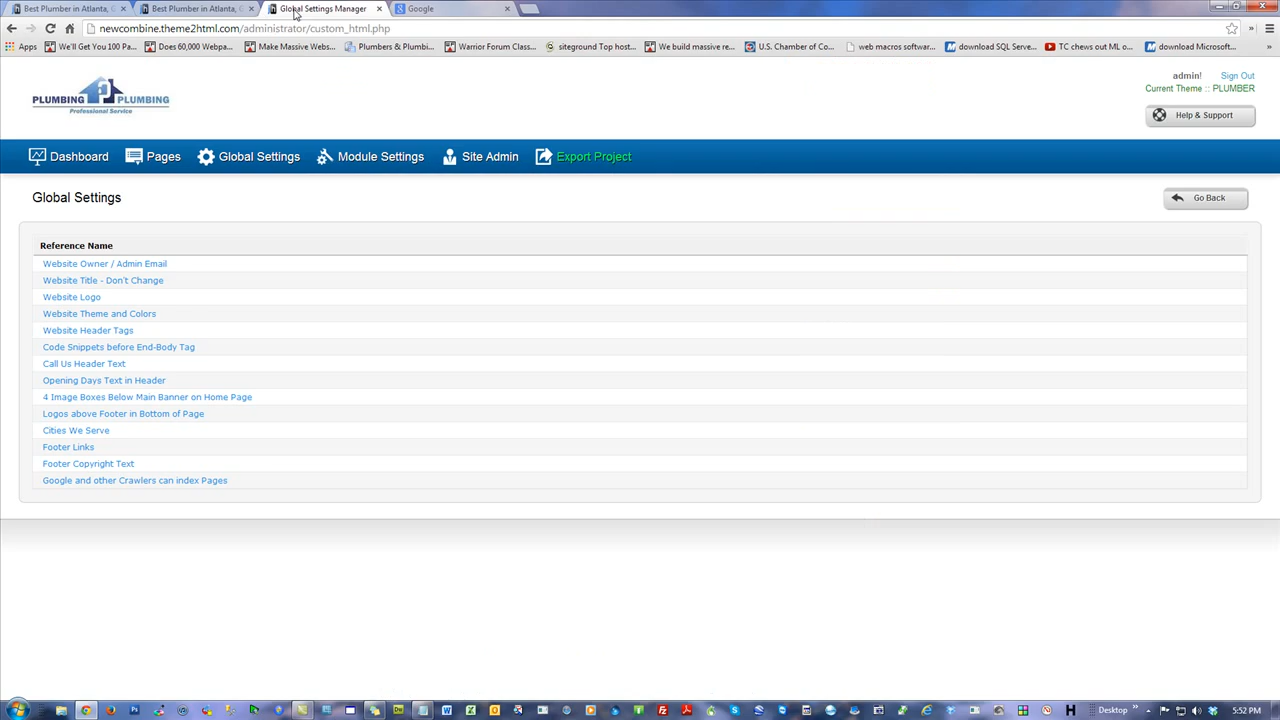 Best Plumber in Atlanta, G
Best Plumber in Atlanta, G
Global Settings Manager
Google
newcombine.theme2html.com/administrator/custom_html.php
Apps
We'll Get You 100 Pa...
Does 60,000 Webpa...
Make Massive Webs...
Plumbers & Plumbi...
Warrior Forum Class...
siteground Top host...
We build massive re...
U.S. Chamber of Co...
web macros softwar...
download SQL Serve...
TC chews out ML o...
download Microsoft...
PLUMBING PLUMBING
Professional Service
admin! Sign Out
Current Theme :: PLUMBER
Help & Support
Dashboard
Pages
Global Settings
Module Settings
Site Admin
Export Project
Global Settings
Go Back
Reference Name
Website Owner / Admin Email
Website Title - Don't Change
Website Logo
Website Theme and Colors
Website Header Tags
Code Snippets before End-Body Tag
Call Us Header Text
Opening Days Text in Header
4 Image Boxes Below Main Banner on Home Page
Logos above Footer in Bottom of Page
Cities We Serve
Footer Links
Footer Copyright Text
Google and other Crawlers can index Pages
Desktop
5:52 PM